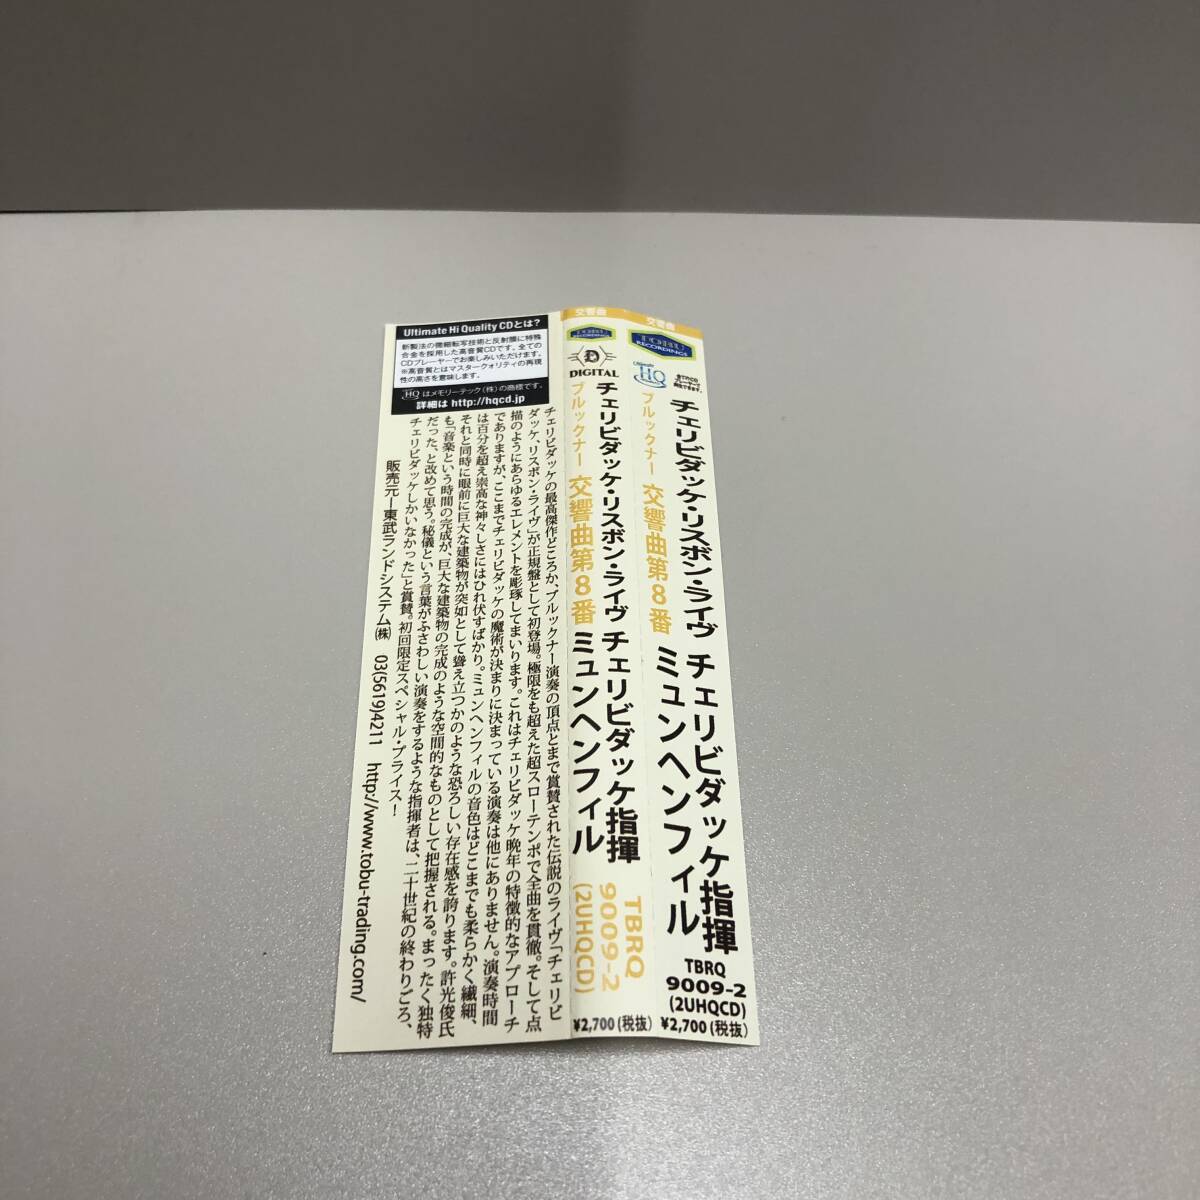 交響曲
TOBU
RECORDINGS
HQ
チェリビダッケ・リスボン・ライヴ
ブルックナー 交響曲第8番
チェリビダッケ指揮
ミュンヘンフィル
TBRQ
9009-2
(2UHQCD)
¥2,700(税抜)
交響曲
TOBU
RECORDINGS
D
DIGITAL
チェリビダッケ・リスボン・ライヴ
ブルックナー 交響曲第8番
チェリビダッケ指揮
ミュンヘンフィル
TBRQ
9009-2
(2UHQCD)
¥2,700(税抜)
Ultimate Hi Quality CDとは?
新製法の微細転写技術と反射膜に特殊
合金を採用した高音質CDです。全ての
CDプレーヤーでお楽しみいただけます。
※高音質とはマスタークォリティの再現
性の高さを意味します。
HQ はメモリーテック(株)の商標です。
詳細は http://hqcd.jp
チェリビダッケの最高傑作どころか、ブルックナー演奏の頂点とまで賞賛された伝説のライヴ「チェリビ
ダッケ、リスボン・ライヴ」が正規盤として初登場。極限をも超えた超スローテンポで全曲を貫徹。そして点
描のようにあらゆるエレメントを彫琢してまいります。これはチェリビダッケ晩年の特徴的なアプローチ
でありますが、ここまでチェリビダッケの魔術が決まりに決まっている演奏は他にありません。演奏時間
は百分を超え崇高な神々しさにはひれ伏すばかり。ミュンヘンフィルの音色はどこまでも柔らかく繊細、
それと同時に眼前に巨大な建築物が突如として聳え立つかのような恐ろしい存在感を誇ります。許光俊氏
も「音楽という時間の完成が、巨大な建築物の完成のような空間的なものとして把握される。まったく独特
だった、と改めて思う。秘儀という言葉がふさわしい演奏をするような指揮者は、二十世紀の終わりごろ、
チェリビダッケしかいなかった」と賞賛。初回限定スペシャル・プライス!
販売元ー東武ランドシステム(株) 03(5619)4211 http://www.tobu-trading.com/